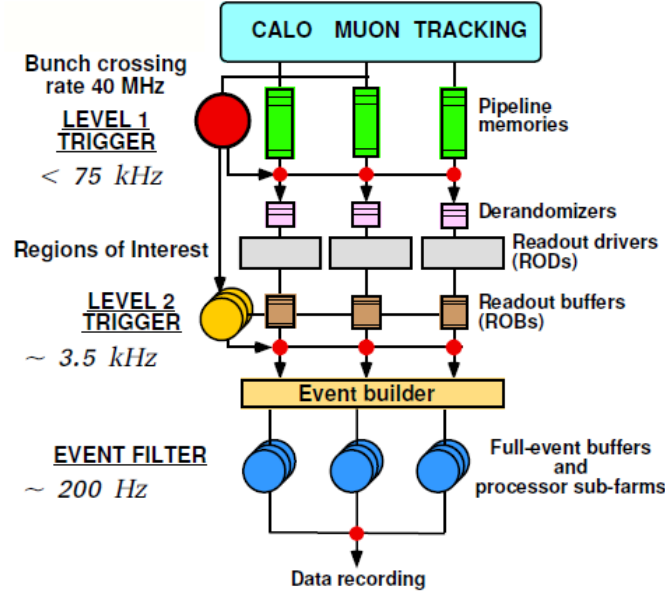 CALO MUON TRACKING
Bunch crossing
rate 40 MHz
LEVEL 1
TRIGGER
< 75 kHz
Pipeline
memories
Derandomizers
Regions of Interest
Readout drivers
(RODs)
LEVEL 2
TRIGGER
~ 3.5 kHz
Readout buffers
(ROBs)
Event builder
EVENT FILTER
~ 200 Hz
Full-event buffers
and
processor sub-farms
Data recording